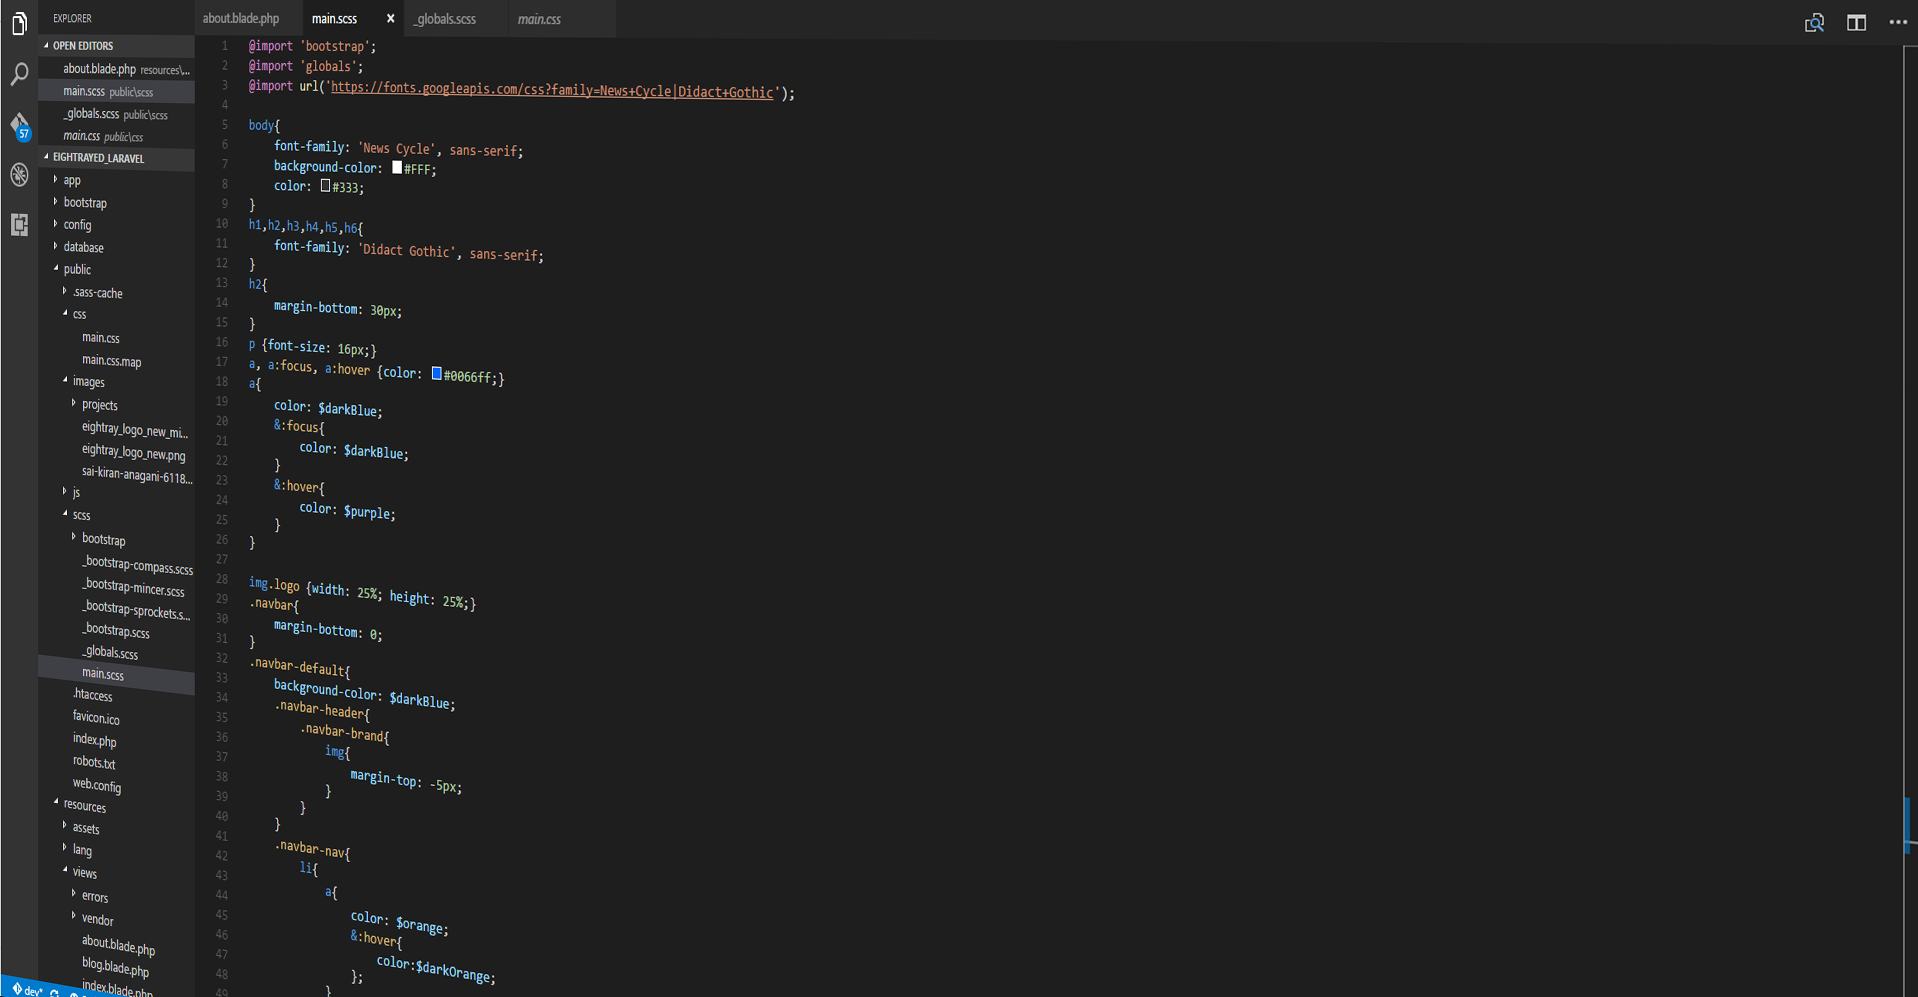 EXPLORER
OPEN EDITORS
about.blade.php resources\...
main.scss public\scss
_globals.scss public\scss
main.css public\css
57
EIGHTRAYED_LARAVEL
app
bootstrap
config
database
public
.sass-cache
css
main.css
main.css.map
images
projects
eightray_logo_new_mi...
eightray_logo_new.png
sai-kiran-anagani-6118...
js
scss
bootstrap
_bootstrap-compass.scss
_bootstrap-mincer.scss
_bootstrap-sprockets.s...
_bootstrap.scss
_globals.scss
main.scss
.htaccess
favicon.ico
index.php
robots.txt
web.config
resources
assets
lang
views
errors
vendor
about.blade.php
blog.blade.php
index.blade.php
dev*
about.blade.php main.scss × _globals.scss main.css
1 @import 'bootstrap';
2 @import 'globals';
3 @import url('https://fonts.googleapis.com/css?family=News+Cycle|Didact+Gothic');
4
5 body{
6 font-family: 'News Cycle', sans-serif;
7 background-color: #FFF;
8 color: #333;
9 }
10 h1,h2,h3,h4,h5,h6{
11 font-family: 'Didact Gothic', sans-serif;
12 }
13 h2{
14 margin-bottom: 30px;
15 }
16 p {font-size: 16px;}
17 a, a:focus, a:hover {color: #0066ff;}
18 a{
19 color: $darkBlue;
20 &:focus{
21 color: $darkBlue;
22 }
23 &:hover{
24 color: $purple;
25 }
26 }
27
28 img.logo {width: 25%; height: 25%;}
29 .navbar{
30 margin-bottom: 0;
31 }
32 .navbar-default{
33 background-color: $darkBlue;
34 .navbar-header{
35 .navbar-brand{
36 img{
37 margin-top: -5px;
38 }
39 }
40 }
41 .navbar-nav{
42 li{
43 a{
44 color: $orange;
45 &:hover{
46 color:$darkOrange;
47 };
48 }
49